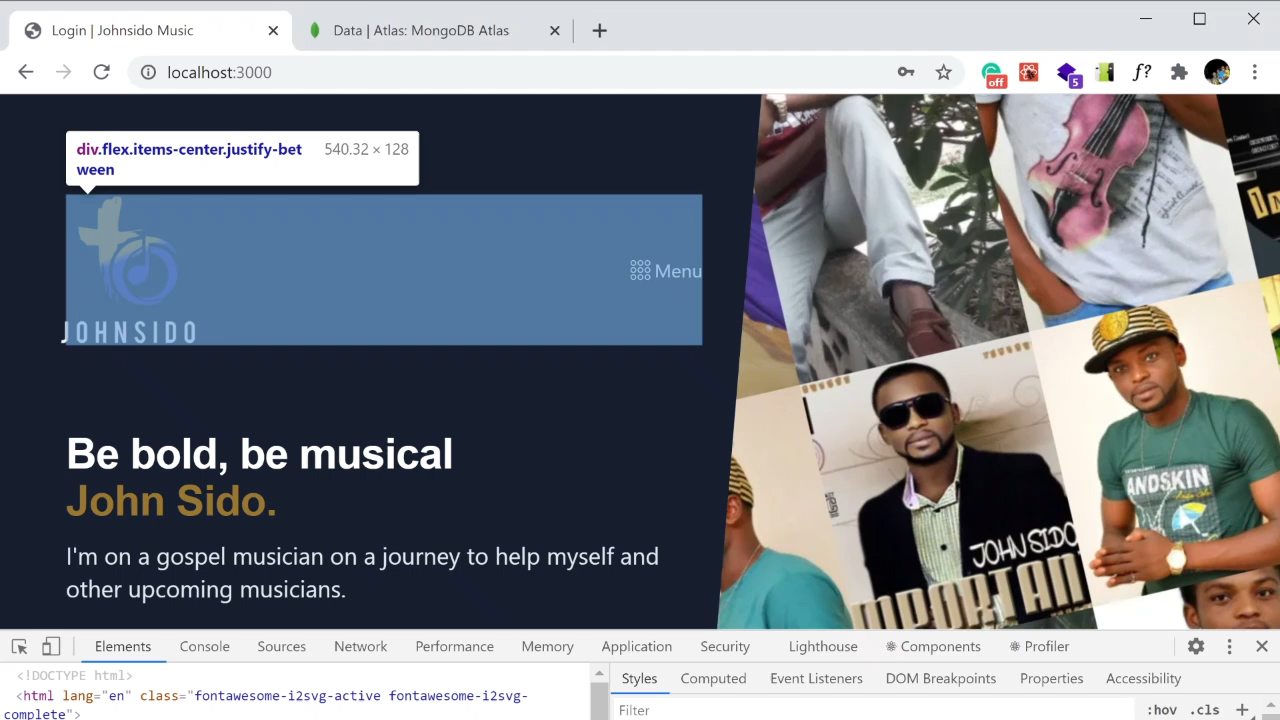 Login | Johnsido Music
Data | Atlas: MongoDB Atlas
localhost:3000
off
5
f?
div.flex.items-center.justify-bet
ween
540.32 × 128
JOHNSIDO
Menu
Be bold, be musical
John Sido.
I'm on a gospel musician on a journey to help myself and
other upcoming musicians.
ANDSKIN
JOHN SIDO
Elements
Console
Sources
Network
Performance
Memory
Application
Security
Lighthouse
Components
Profiler
<!DOCTYPE html>
<html lang="en" class="fontawesome-i2svg-active fontawesome-i2svg-
complete">
Styles
Computed
Event Listeners
DOM Breakpoints
Properties
Accessibility
Filter
:hov
.cls